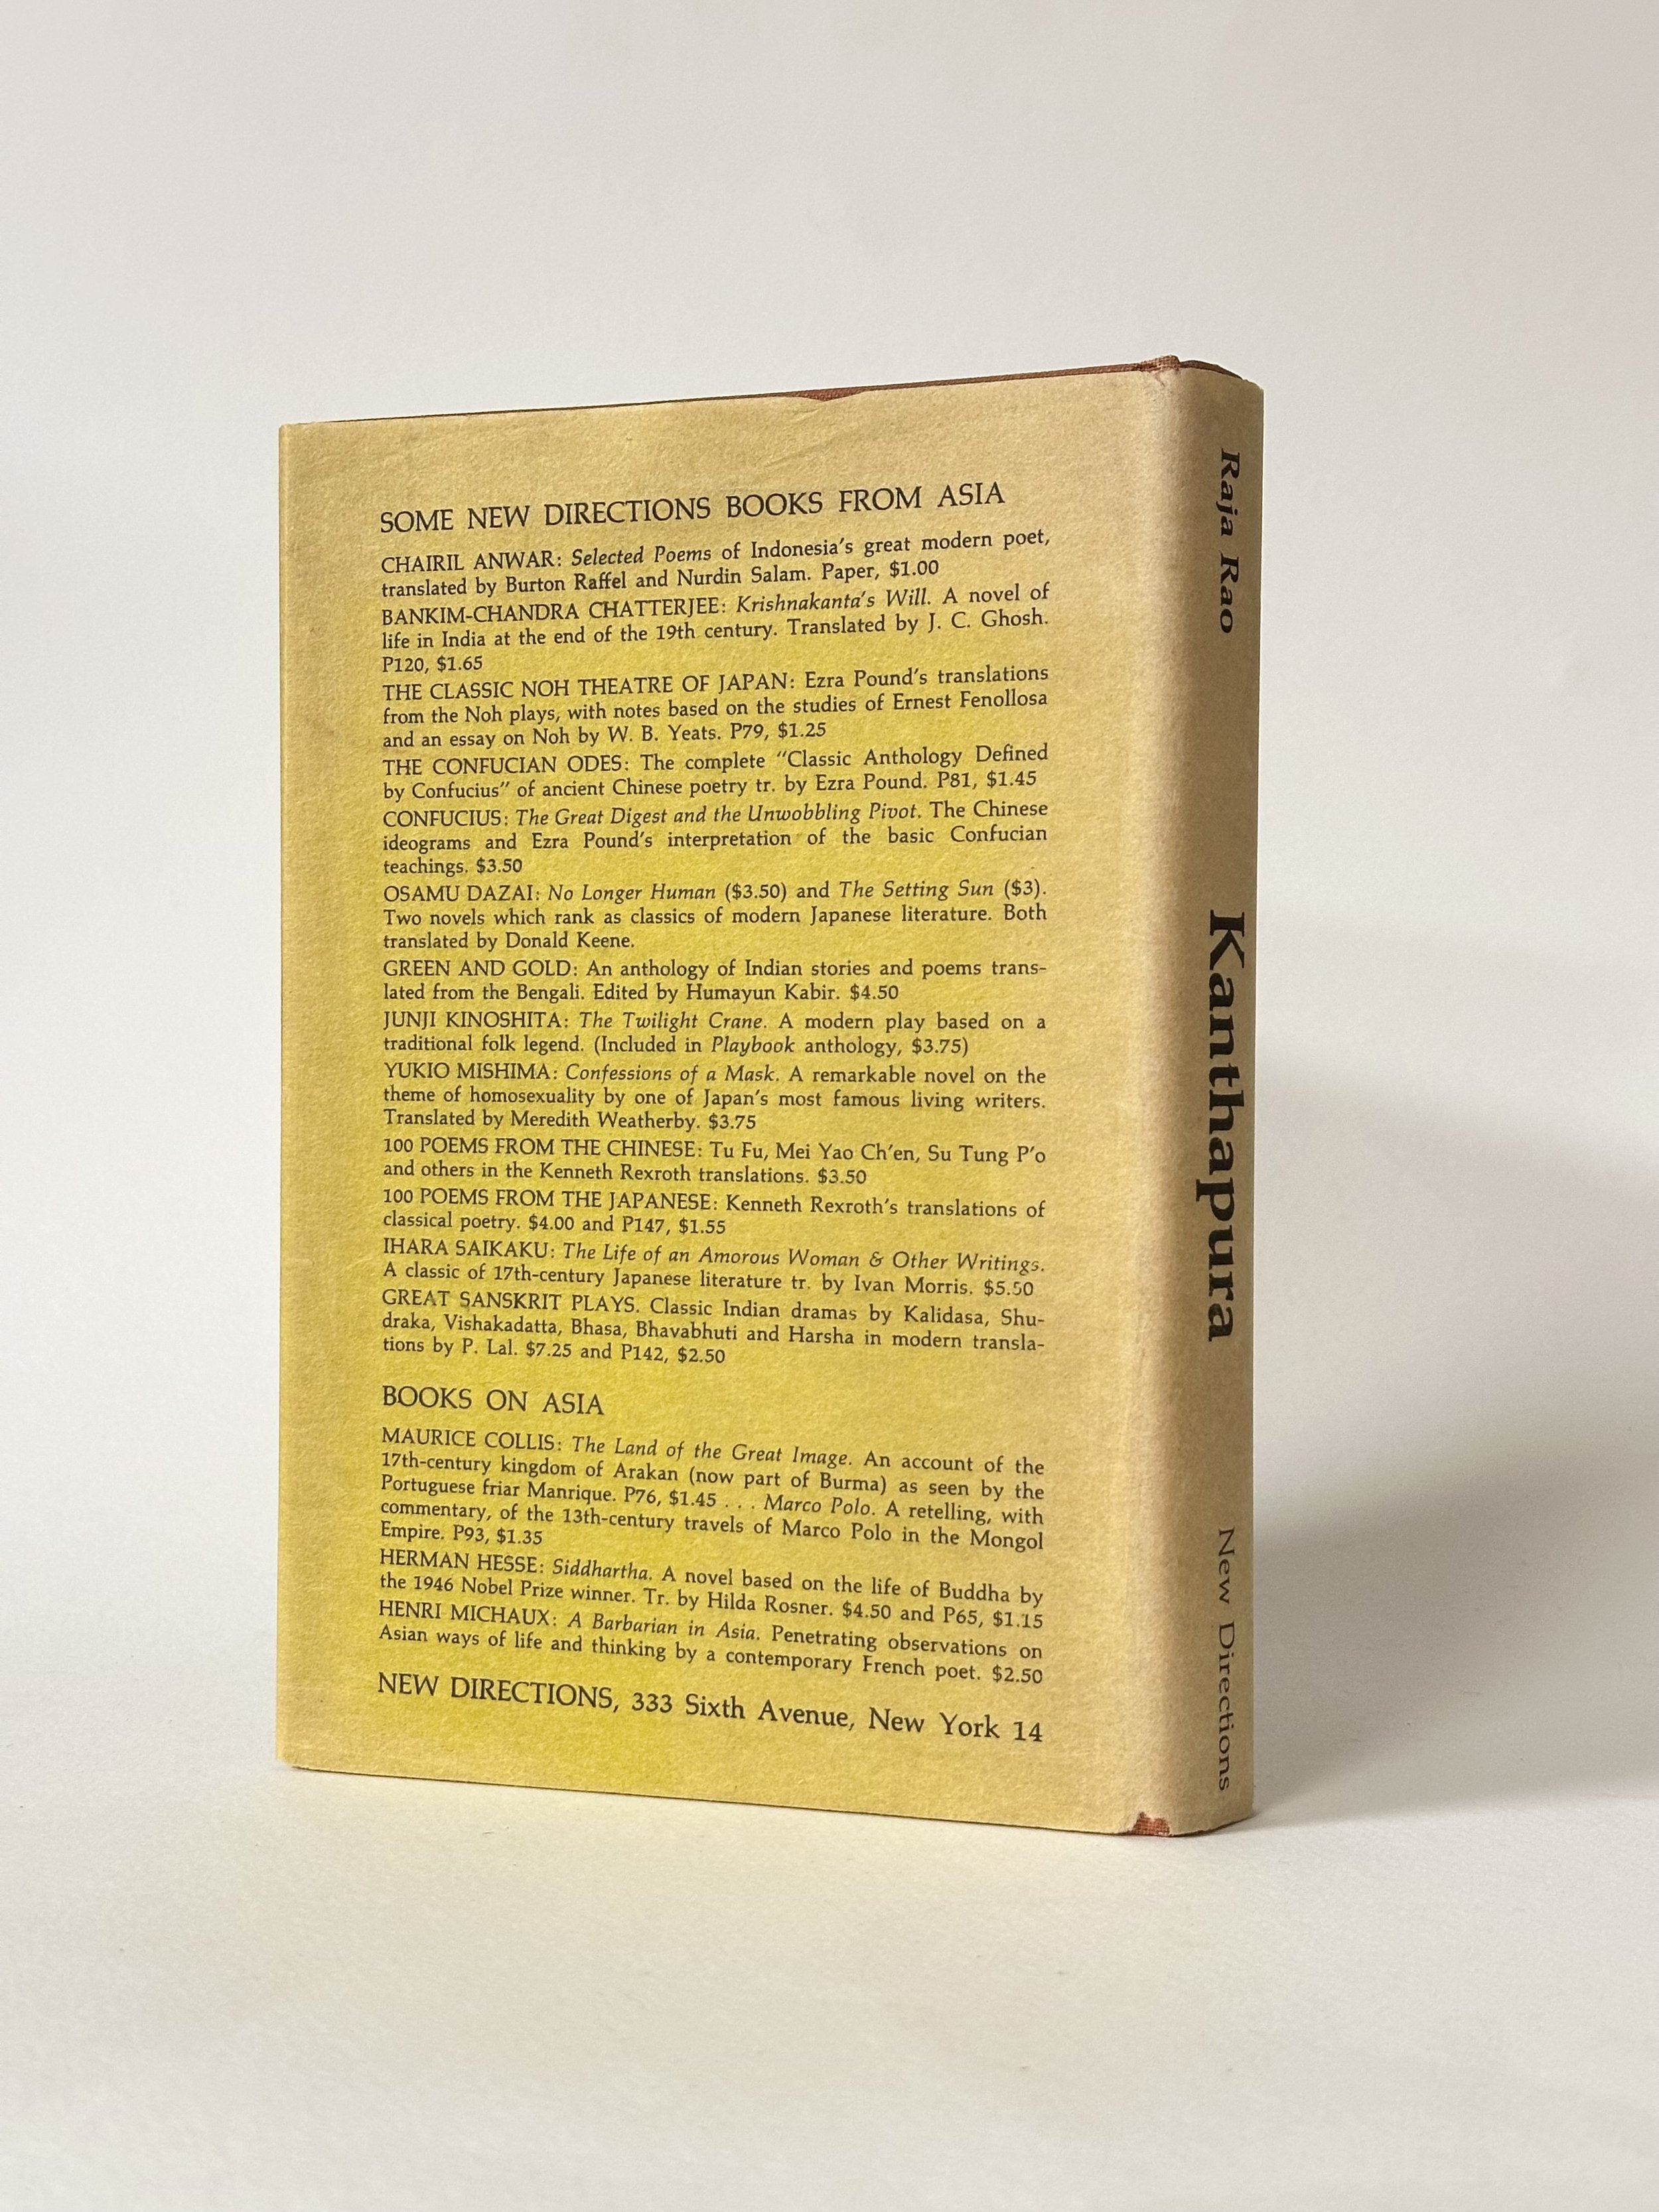 SOME NEW DIRECTIONS BOOKS FROM ASIA
CHAIRIL ANWAR: Selected Poems of Indonesia's great modern poet,
translated by Burton Raffel and Nurdin Salam. Paper, $1.00
BANKIM-CHANDRA CHATTERJEE: Krishnakanta's Will. A novel of
life in India at the end of the 19th century. Translated by J. C. Ghosh.
P120, $1.65
THE CLASSIC NOH THEATRE OF JAPAN: Ezra Pound's translations
from the Noh plays, with notes based on the studies of Ernest Fenollosa
and an essay on Noh by W. B. Yeats. P79, $1.25
THE CONFUCIAN ODES: The complete "Classic Anthology Defined
by Confucius" of ancient Chinese poetry tr. by Ezra Pound. P81, $1.45
CONFUCIUS: The Great Digest and the Unwobbling Pivot. The Chinese
ideograms and Ezra Pound's interpretation of the basic Confucian
teachings. $3.50
OSAMU DAZAI: No Longer Human ($3.50) and The Setting Sun ($3).
Two novels which rank as classics of modern Japanese literature. Both
translated by Donald Keene.
GREEN AND GOLD: An anthology of Indian stories and poems trans-
lated from the Bengali. Edited by Humayun Kabir. $4.50
JUNJI KINOSHITA: The Twilight Crane. A modern play based on a
traditional folk legend. (Included in Playbook anthology, $3.75)
YUKIO MISHIMA: Confessions of a Mask. A remarkable novel on the
theme of homosexuality by one of Japan's most famous living writers.
Translated by Meredith Weatherby. $3.75
100 POEMS FROM THE CHINESE: Tu Fu, Mei Yao Ch'en, Su Tung P'o
and others in the Kenneth Rexroth translations. $3.50
100 POEMS FROM THE JAPANESE: Kenneth Rexroth's translations of
classical poetry. $4.00 and P147, $1.55
IHARA SAIKAKU: The Life of an Amorous Woman & Other Writings.
A classic of 17th-century Japanese literature tr. by Ivan Morris. $5.50
GREAT SANSKRIT PLAYS. Classic Indian dramas by Kalidasa, Shu-
draka, Vishakadatta, Bhasa, Bhavabhuti and Harsha in modern transla-
tions by P. Lal. $7.25 and P142, $2.50
BOOKS ON ASIA
MAURICE COLLIS: The Land of the Great Image. An account of the
17th-century kingdom of Arakan (now part of Burma) as seen by the
Portuguese friar Manrique. P76, $1.45 . . . Marco Polo. A retelling, with
commentary, of the 13th-century travels of Marco Polo in the Mongol
Empire. P93, $1.35
HERMAN HESSE: Siddhartha. A novel based on the life of Buddha by
the 1946 Nobel Prize winner. Tr. by Hilda Rosner. $4.50 and P65, $1.15
HENRI MICHAUX: A Barbarian in Asia. Penetrating observations on
Asian ways of life and thinking by a contemporary French poet. $2.50
NEW DIRECTIONS, 333 Sixth Avenue, New York 14
Raja Rao
Kanthapura
New Directions